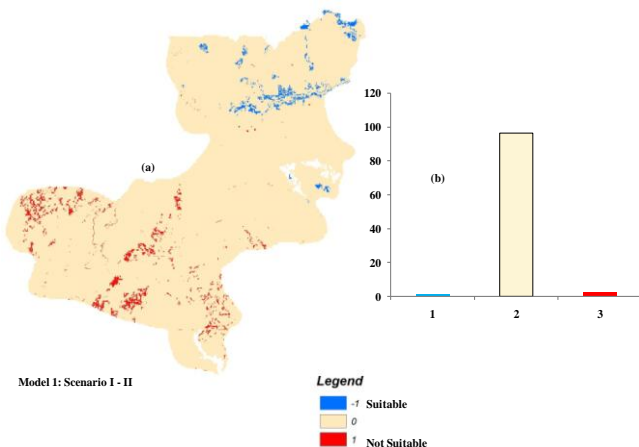 (a)
120
100
80
60
40
20
0
(b)
1 2 3
Model 1: Scenario I - II
Legend
-1 Suitable
0
1 Not Suitable